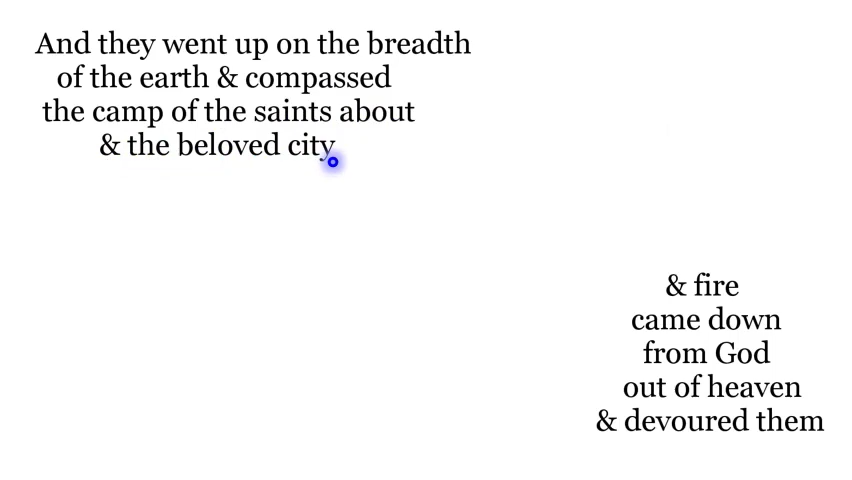 And they went up on the breadth
of the earth & compassed
the camp of the saints about
& the beloved city
& fire
came down
from God
out of heaven
& devoured them